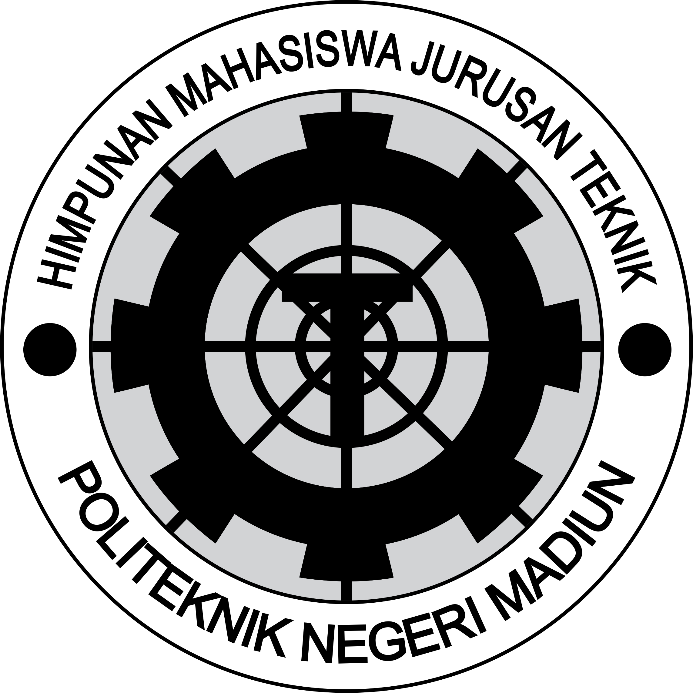 HIMPUNAN MAHASISWA JURUSAN TEKNIK
POLITEKNIK NEGERI MADIUN